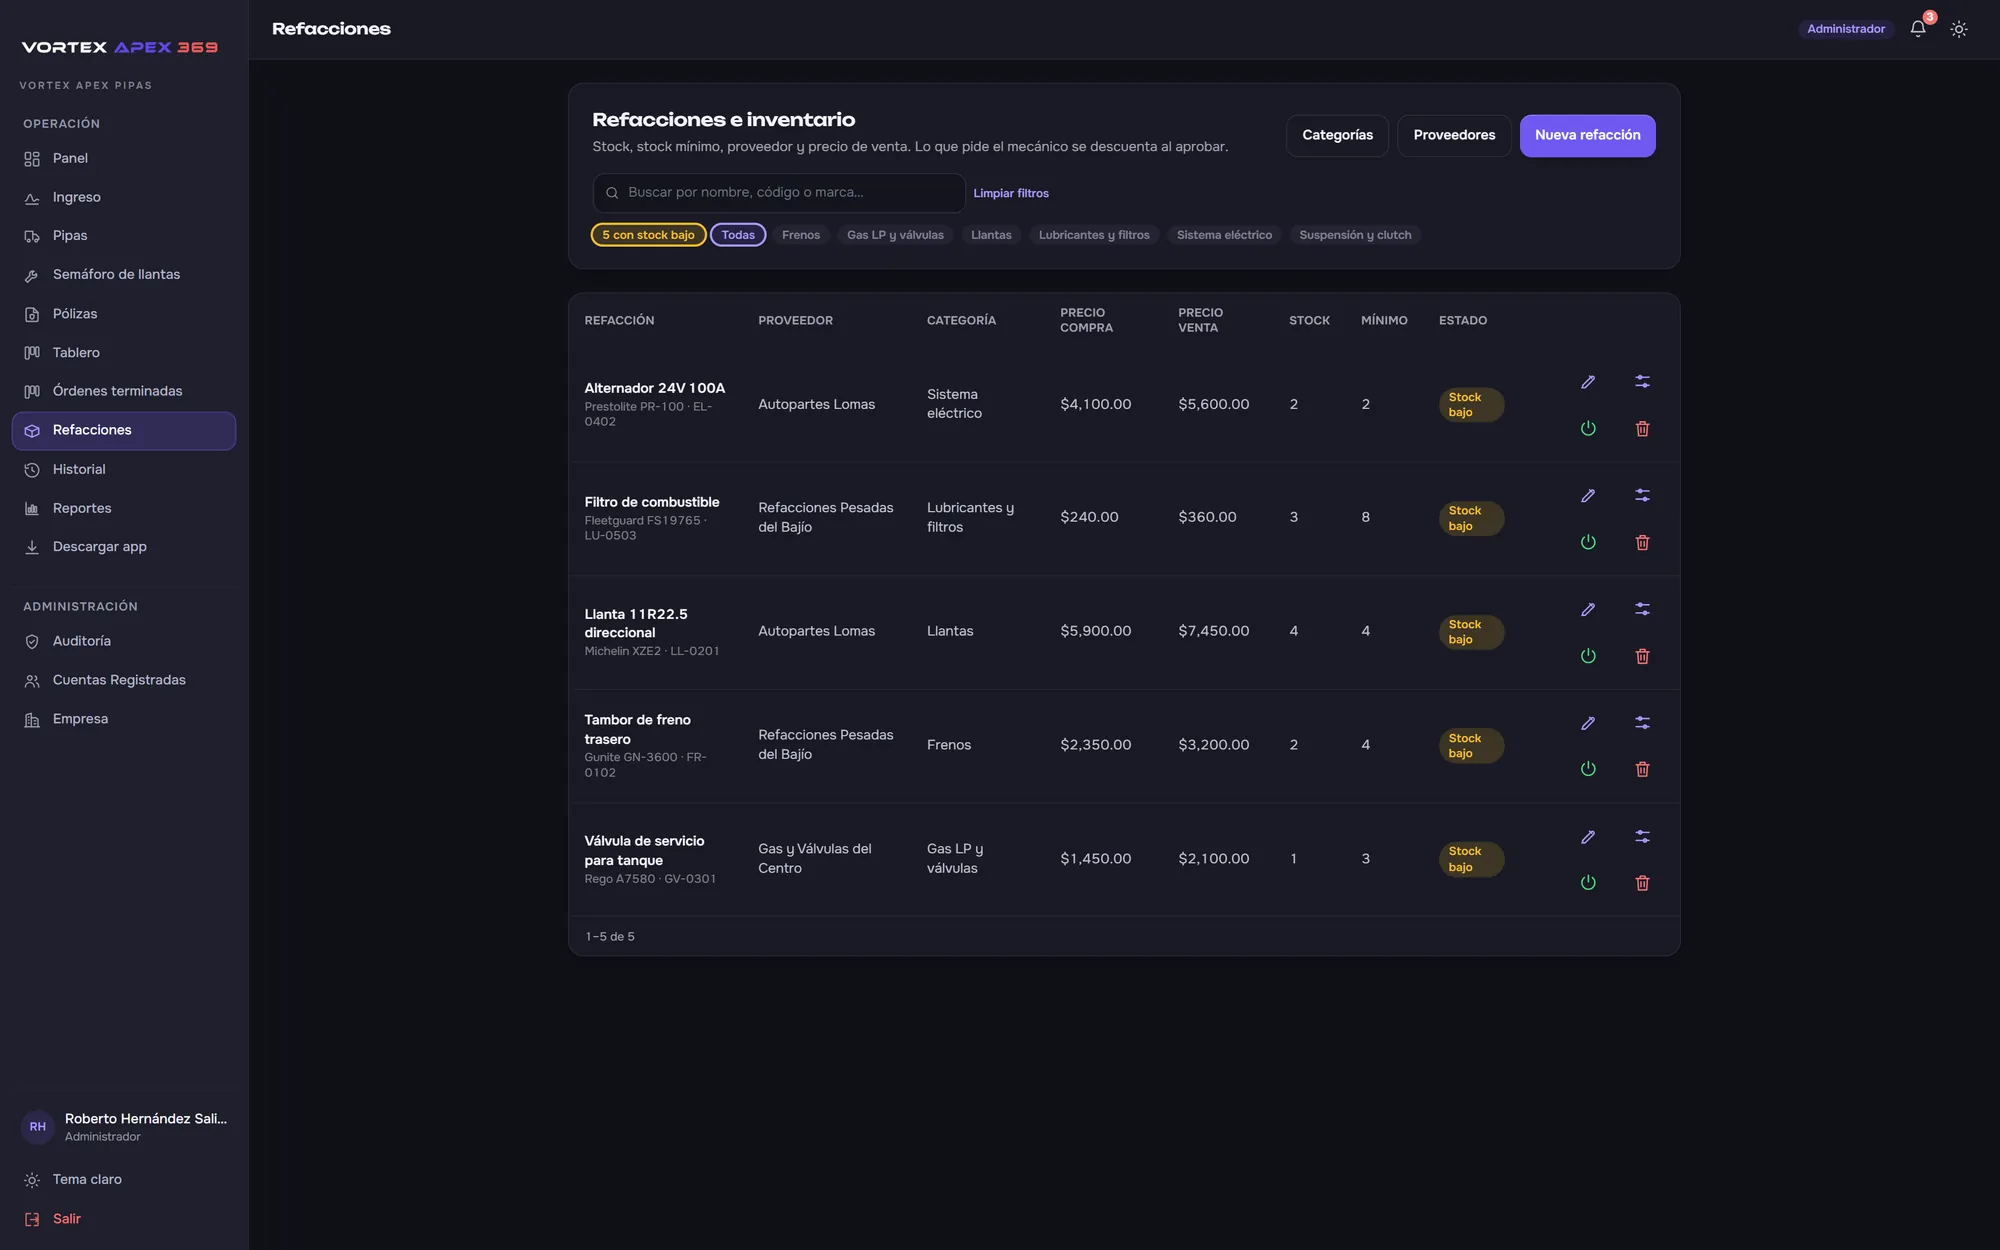 VORTEX APEX 369
VORTEX APEX PIPAS
OPERACIÓN
Panel
Ingreso
Pipas
Semáforo de llantas
Pólizas
Tablero
Órdenes terminadas
Refacciones
Historial
Reportes
Descargar app
ADMINISTRACIÓN
Auditoría
Cuentas Registradas
Empresa
RH
Roberto Hernández Sali...
Administrador
Tema claro
Salir
Refacciones
Administrador
3
Refacciones e inventario
Stock, stock mínimo, proveedor y precio de venta. Lo que pide el mecánico se descuenta al aprobar.
Categorías
Proveedores
Nueva refacción
Buscar por nombre, código o marca...
Limpiar filtros
5 con stock bajo
Todas
Frenos
Gas LP y válvulas
Llantas
Lubricantes y filtros
Sistema eléctrico
Suspensión y clutch
REFACCIÓN
PROVEEDOR
CATEGORÍA
PRECIO
COMPRA
PRECIO
VENTA
STOCK
MÍNIMO
ESTADO
Alternador 24V 100A
Prestolite PR-100 · EL-
0402
Autopartes Lomas
Sistema
eléctrico
$4,100.00
$5,600.00
2
2
Stock
bajo
Filtro de combustible
Fleetguard FS19765 ·
LU-0503
Refacciones Pesadas
del Bajío
Lubricantes y
filtros
$240.00
$360.00
3
8
Stock
bajo
Llanta 11R22.5
direccional
Michelin XZE2 · LL-0201
Autopartes Lomas
Llantas
$5,900.00
$7,450.00
4
4
Stock
bajo
Tambor de freno
trasero
Gunite GN-3600 · FR-
0102
Refacciones Pesadas
del Bajío
Frenos
$2,350.00
$3,200.00
2
4
Stock
bajo
Válvula de servicio
para tanque
Rego A7580 · GV-0301
Gas y Válvulas del
Centro
Gas LP y
válvulas
$1,450.00
$2,100.00
1
3
Stock
bajo
1–5 de 5